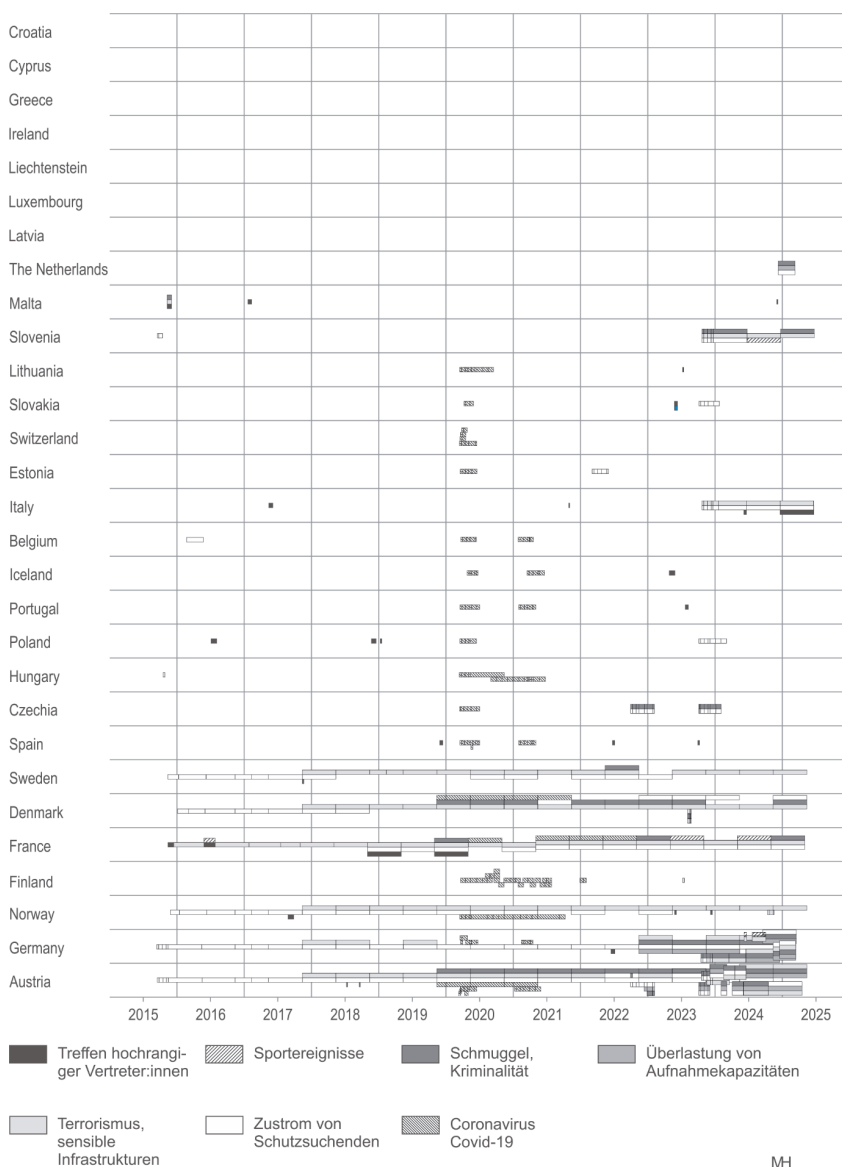 Croatia
Cyprus
Greece
Ireland
Liechtenstein
Luxembourg
Latvia
The Netherlands
Malta
Slovenia
Lithuania
Slovakia
Switzerland
Estonia
Italy
Belgium
Iceland
Portugal
Poland
Hungary
Czechia
Spain
Sweden
Denmark
France
Finland
Norway
Germany
Austria
2015 2016 2017 2018 2019 2020 2021 2022 2023 2024 2025
Treffen hochrangi-
ger Vertreter:innen
Sportereignisse
Schmuggel,
Kriminalität
Überlastung von
Aufnahmekapazitäten
Terrorismus,
sensible
Infrastrukturen
Zustrom von
Schutzsuchenden
Coronavirus
Covid-19
MH